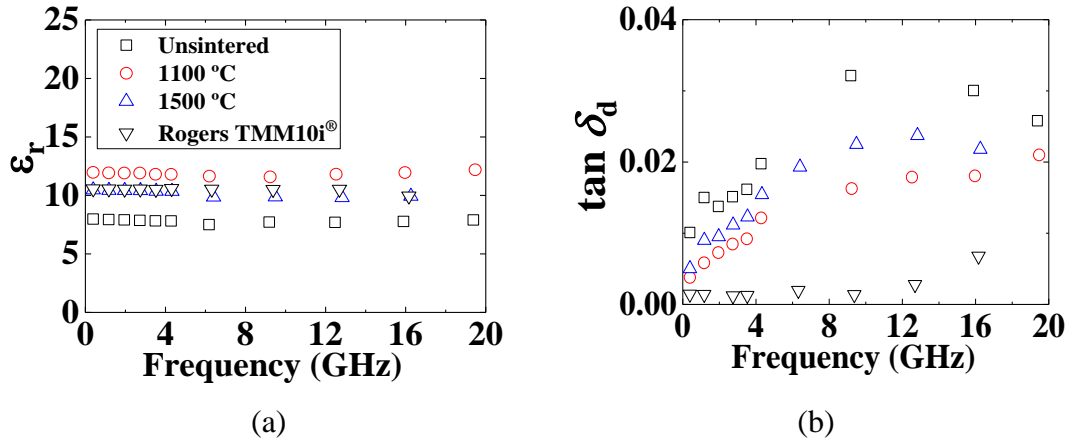 25
20
15
10
5
0
εr
Unsintered
1100 ºC
1500 ºC
Rogers TMM10i®
0 4 8 12 16 20
Frequency (GHz)
(a)
0.04
0.02
0.00
tan δd
0 4 8 12 16 20
Frequency (GHz)
(b)